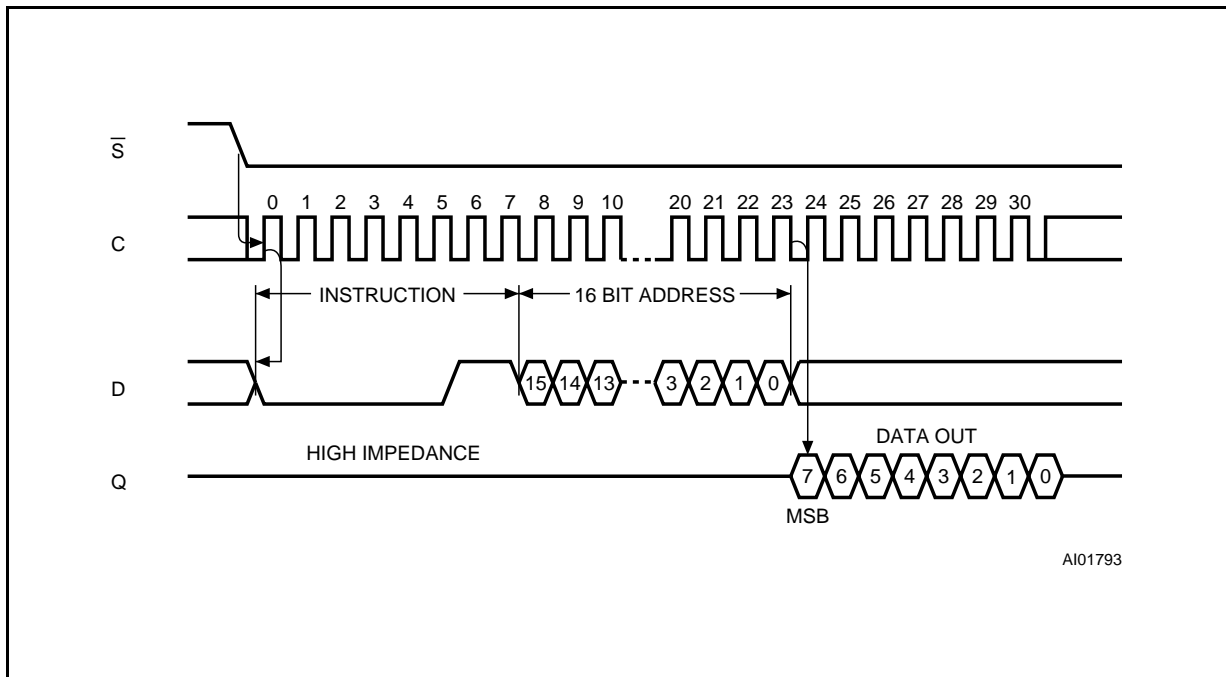 S̅
0 1 2 3 4 5 6 7 8 9 10 20 21 22 23 24 25 26 27 28 29 30
C
INSTRUCTION 16 BIT ADDRESS
D
15 14 13 3 2 1 0
HIGH IMPEDANCE DATA OUT
Q
7 6 5 4 3 2 1 0
MSB
AI01793